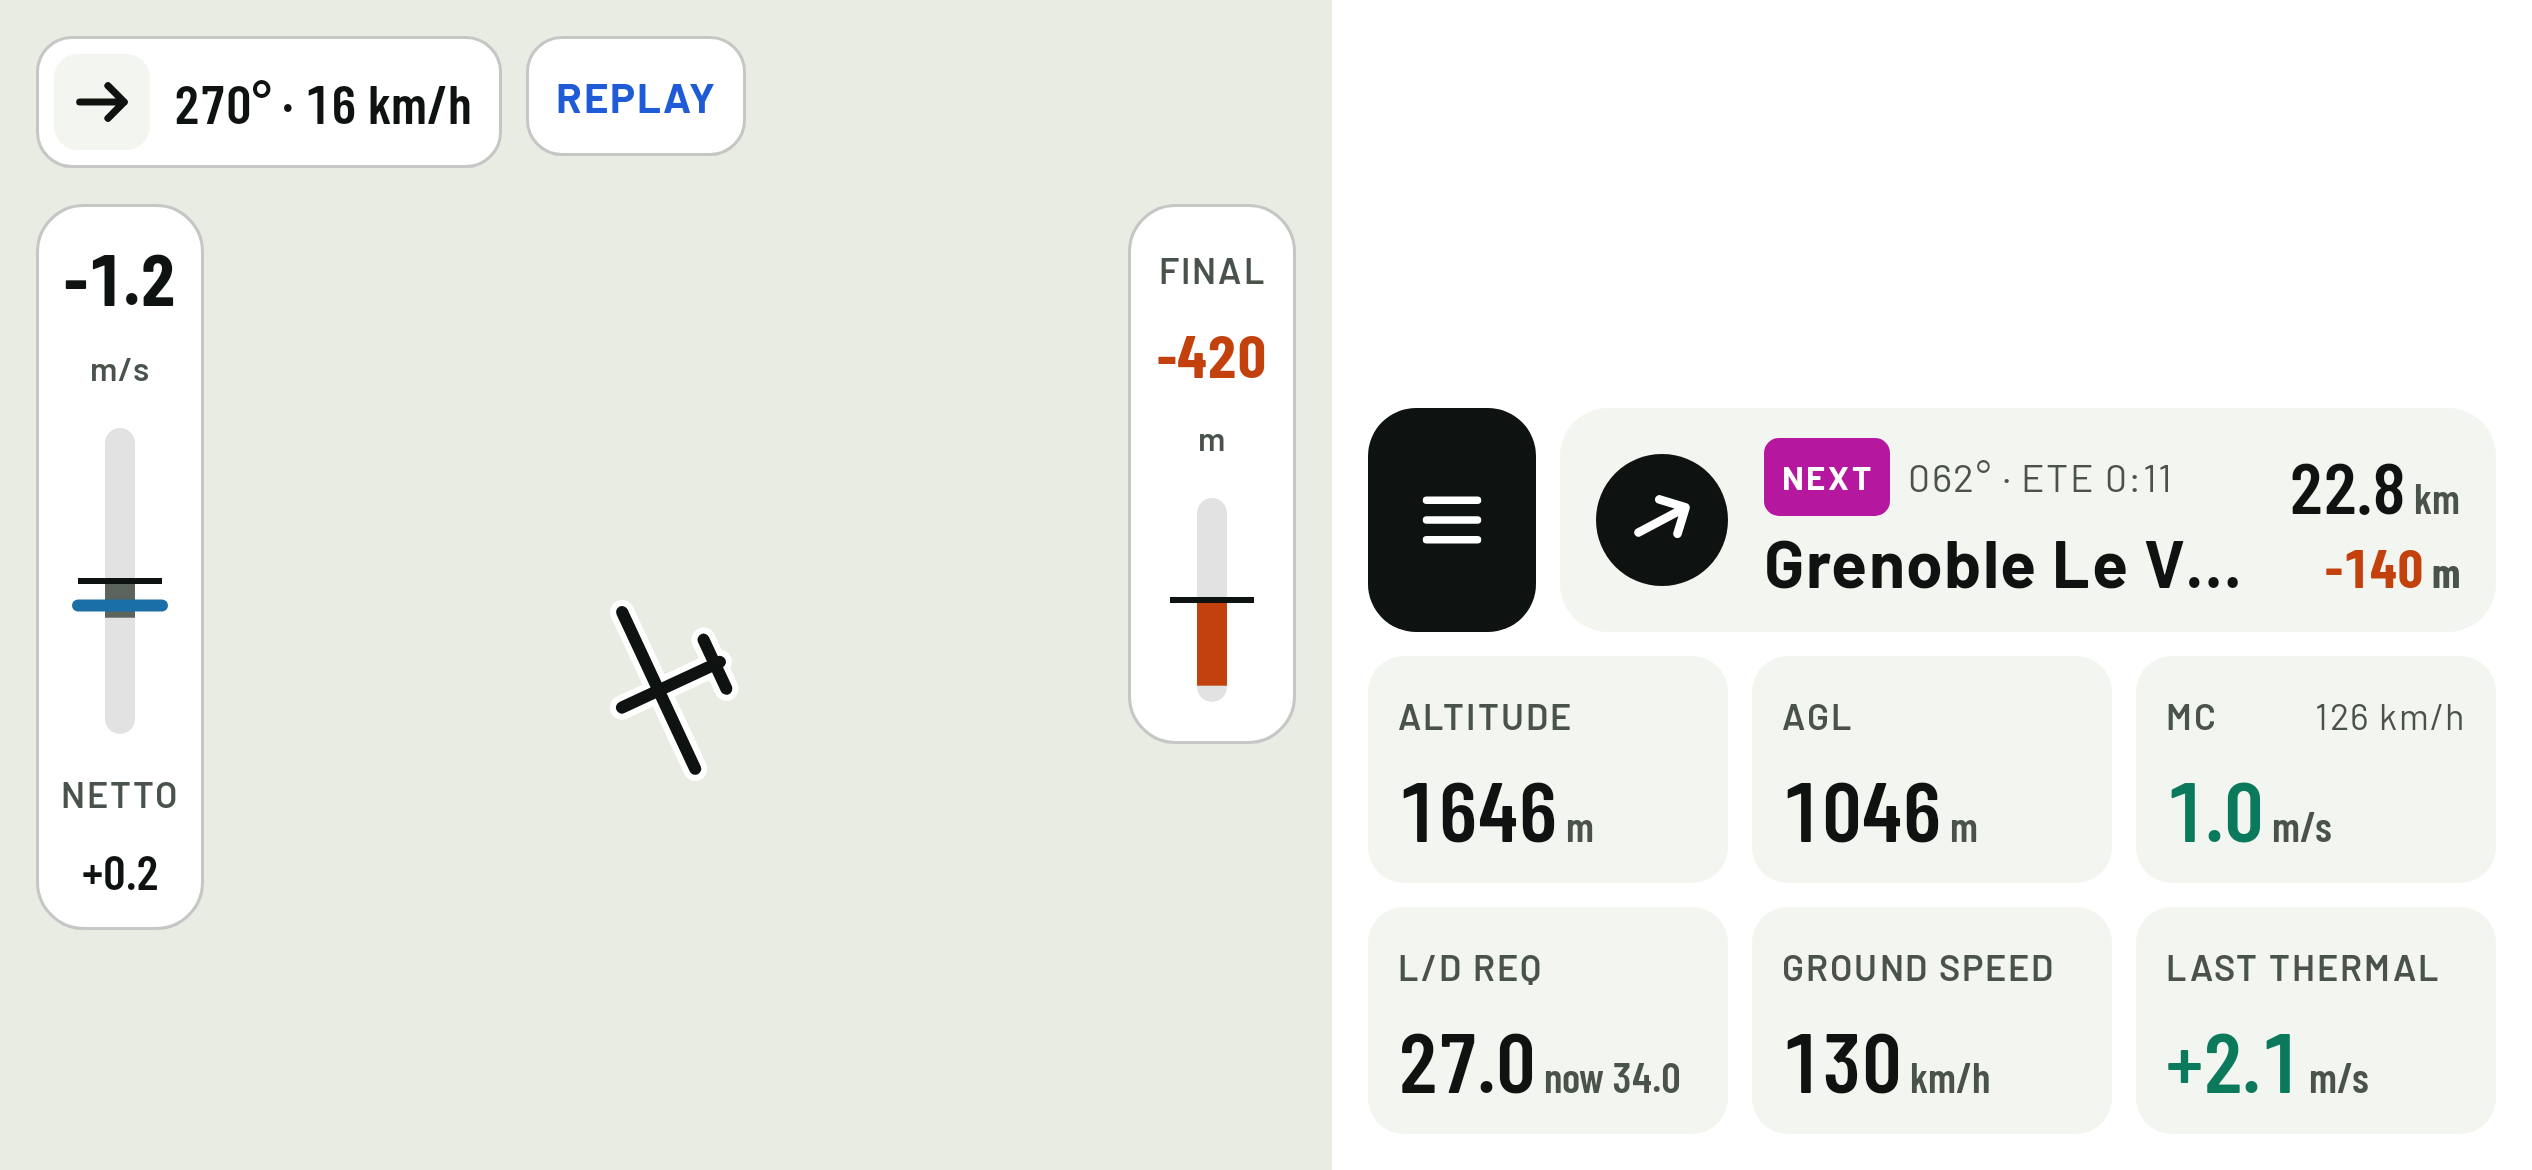 270° · 16 km/h
REPLAY
-1.2
m/s
NETTO
+0.2
FINAL
-420
m
NEXT 062° · ETE 0:11
22.8 km
Grenoble Le V...
-140 m
ALTITUDE
1646 m
AGL
1046 m
MC 126 km/h
1.0 m/s
L/D REQ
27.0 now 34.0
GROUND SPEED
130 km/h
LAST THERMAL
+2.1 m/s